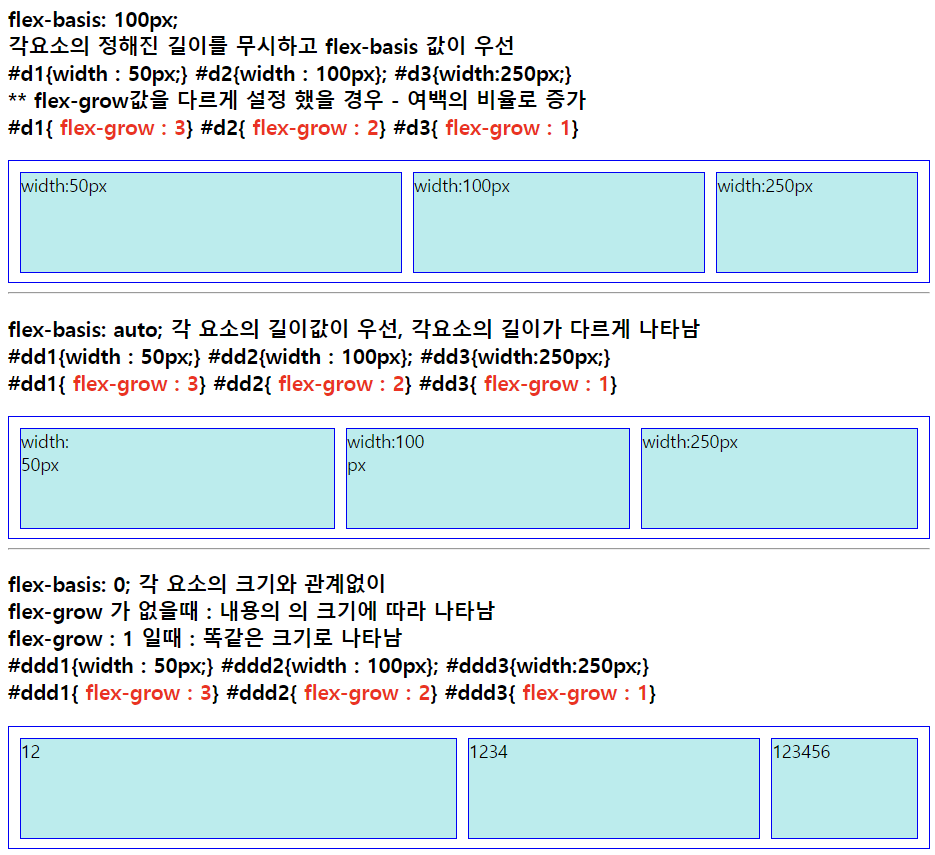 flex-basis: 100px;
각요소의 정해진 길이를 무시하고 flex-basis 값이 우선
#d1{width : 50px;} #d2{width : 100px}; #d3{width:250px;}
** flex-grow값을 다르게 설정 했을 경우 - 여백의 비율로 증가
#d1{ flex-grow : 3} #d2{ flex-grow : 2} #d3{ flex-grow : 1}
width:50px width:100px width:250px
flex-basis: auto; 각 요소의 길이값이 우선, 각요소의 길이가 다르게 나타남
#dd1{width : 50px;} #dd2{width : 100px}; #dd3{width:250px;}
#dd1{ flex-grow : 3} #dd2{ flex-grow : 2} #dd3{ flex-grow : 1}
width:
50px
width:100
px
width:250px
flex-basis: 0; 각 요소의 크기와 관계없이
flex-grow 가 없을때 : 내용의 의 크기에 따라 나타남
flex-grow : 1 일때 : 똑같은 크기로 나타남
#ddd1{width : 50px;} #ddd2{width : 100px}; #ddd3{width:250px;}
#ddd1{ flex-grow : 3} #ddd2{ flex-grow : 2} #ddd3{ flex-grow : 1}
12 1234 123456